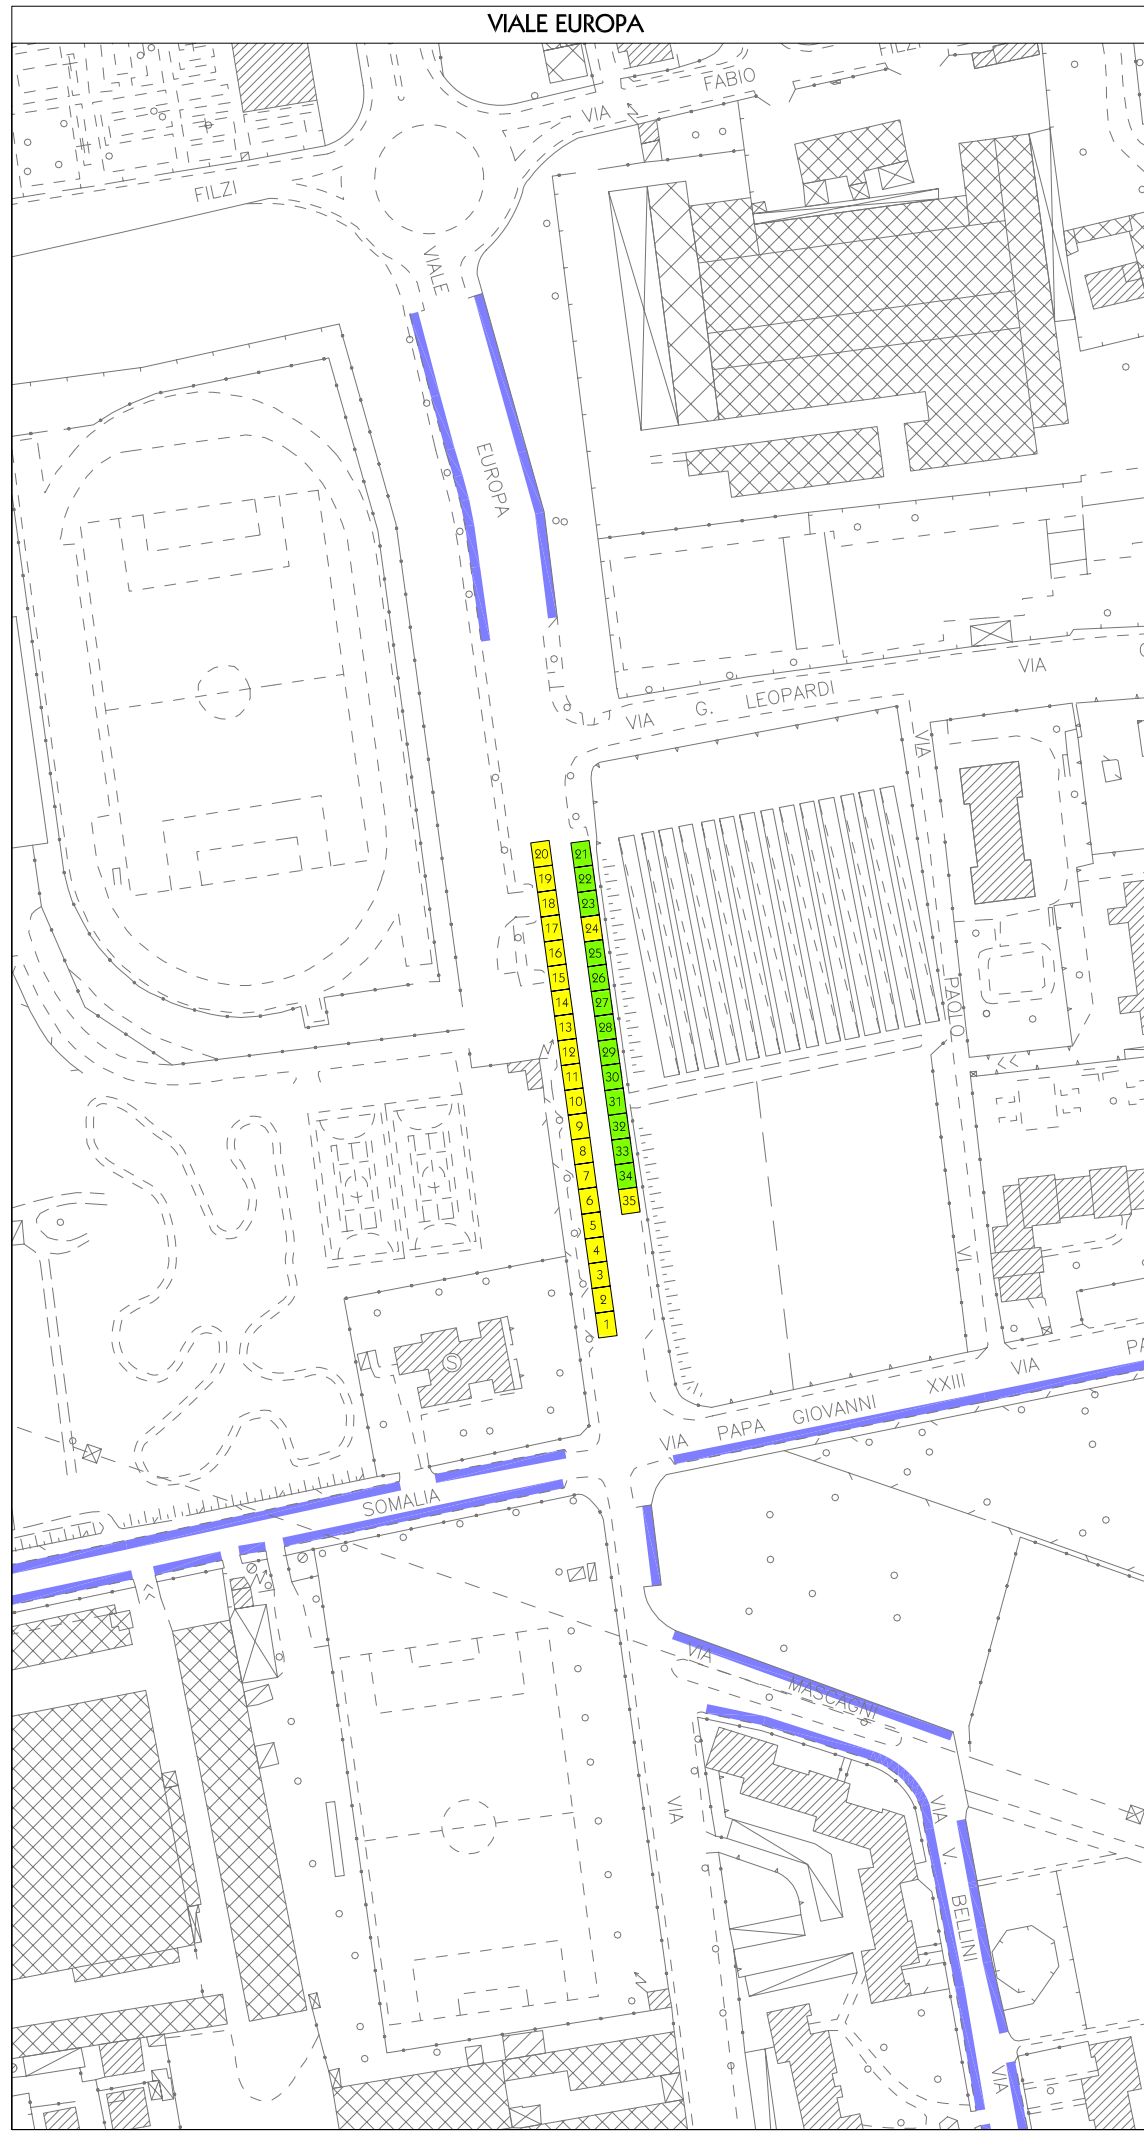 VIALE EUROPA
FILZI
FABIO
VIA
FILZI
VIALE
EUROPA
VIA
G. LEOPARDI
VIA
VIA
20 21
19 22
18 23
17 24
16 25
15 26
14 27
13 28
12 29
11 30
10 31
9 32
8 33
7 34
6 35
5
4
3
2
1
PAOLO
VI
S
VIA
PA
XXIII
GIOVANNI
PAPA
VIA
SOMALIA
VIA
MASCAGNI
VIA
VIA V.
BELLINI
VIA